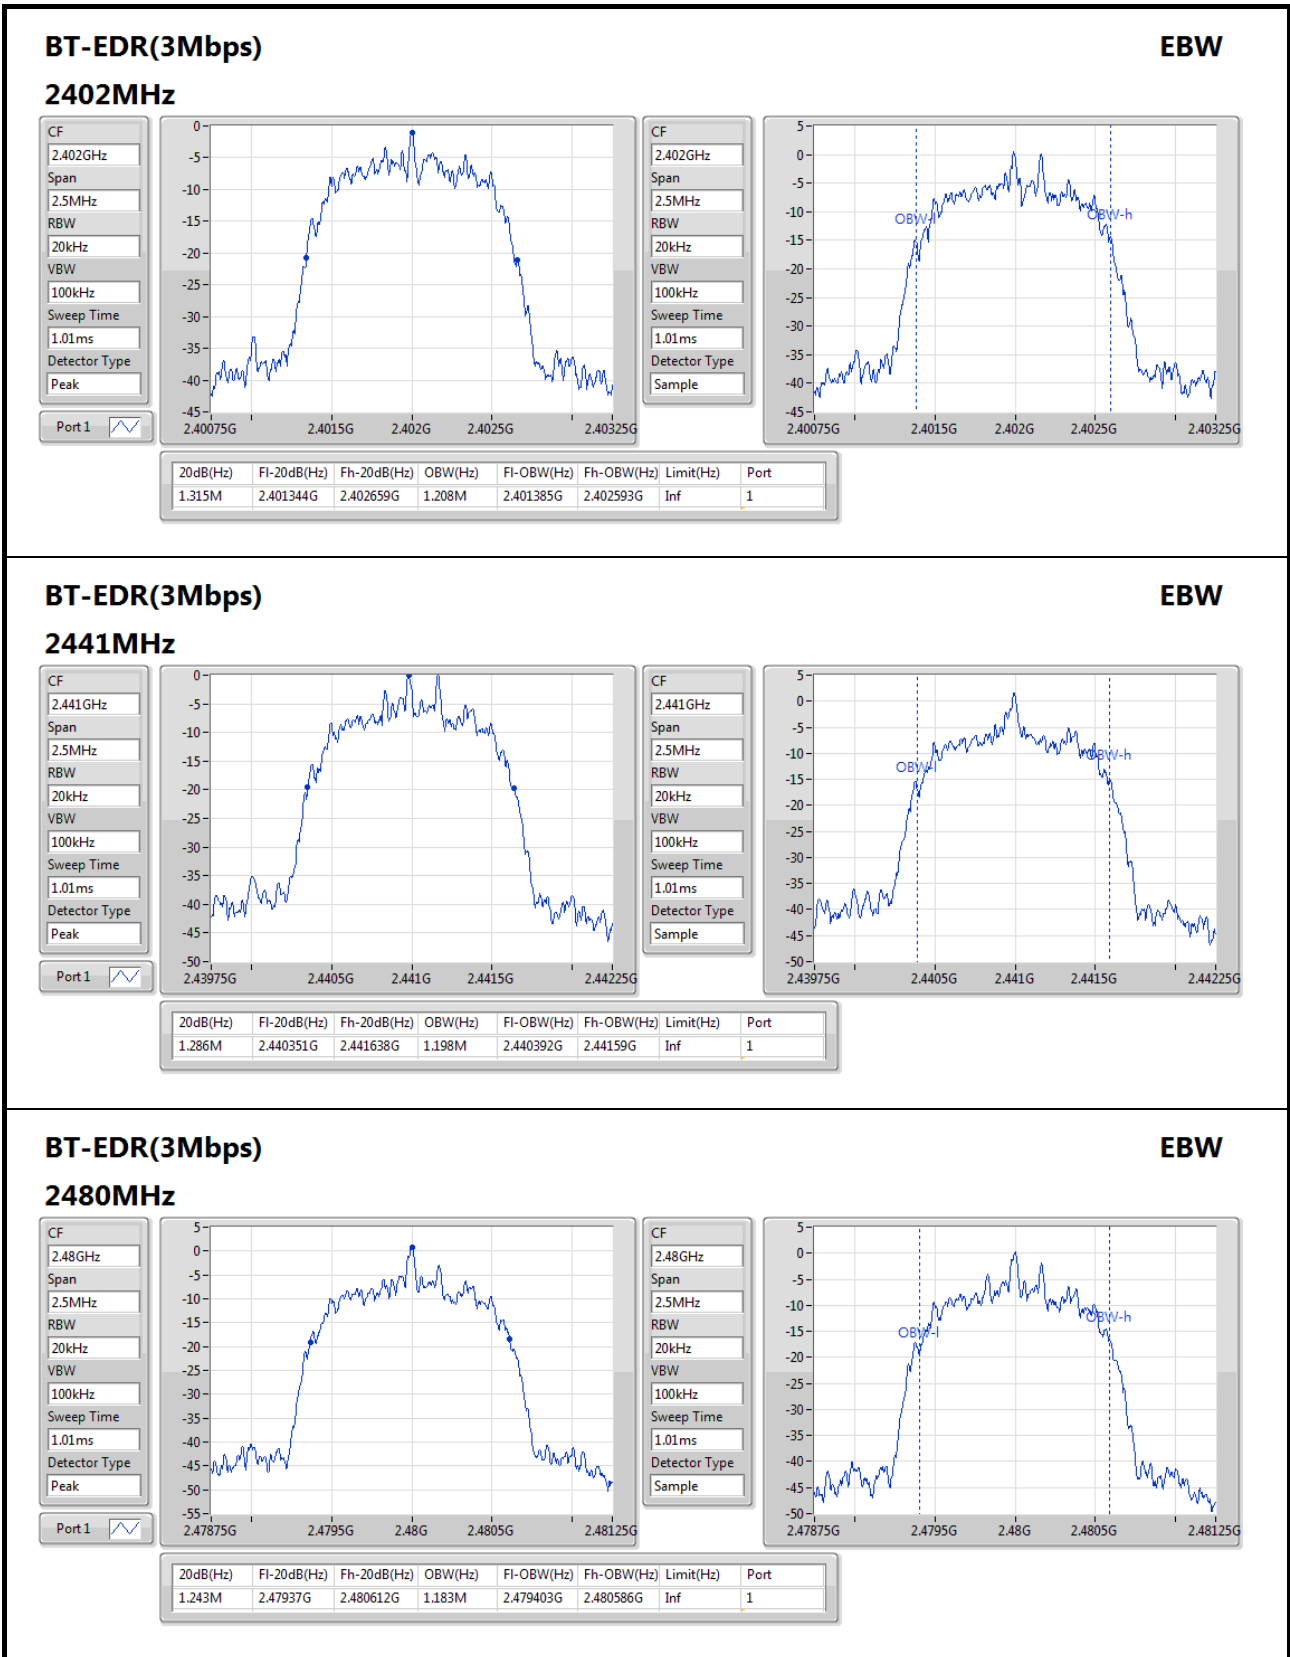 BT-EDR(3Mbps) EBW
2402MHz
CF
2.402GHz
Span
2.5MHz
RBW
20kHz
VBW
100kHz
Sweep Time
1.01ms
Detector Type
Peak
Port 1
0
-5
-10
-15
-20
-25
-30
-35
-40
-45
2.40075G 2.4015G 2.402G 2.4025G 2.40325G
CF
2.402GHz
Span
2.5MHz
RBW
20kHz
VBW
100kHz
Sweep Time
1.01ms
Detector Type
Sample
5
0
-5
-10
-15
-20
-25
-30
-35
-40
-45
OBW-l OBW-h
2.40075G 2.4015G 2.402G 2.4025G 2.40325G
20dB(Hz) Fl-20dB(Hz) Fh-20dB(Hz) OBW(Hz) Fl-OBW(Hz) Fh-OBW(Hz) Limit(Hz) Port
1.315M 2.401344G 2.402659G 1.208M 2.401385G 2.402593G Inf 1
BT-EDR(3Mbps) EBW
2441MHz
CF
2.441GHz
Span
2.5MHz
RBW
20kHz
VBW
100kHz
Sweep Time
1.01ms
Detector Type
Peak
Port 1
0
-5
-10
-15
-20
-25
-30
-35
-40
-45
-50
2.43975G 2.4405G 2.441G 2.4415G 2.44225G
CF
2.441GHz
Span
2.5MHz
RBW
20kHz
VBW
100kHz
Sweep Time
1.01ms
Detector Type
Sample
5
0
-5
-10
-15
-20
-25
-30
-35
-40
-45
-50
OBW-l OBW-h
2.43975G 2.4405G 2.441G 2.4415G 2.44225G
20dB(Hz) Fl-20dB(Hz) Fh-20dB(Hz) OBW(Hz) Fl-OBW(Hz) Fh-OBW(Hz) Limit(Hz) Port
1.286M 2.440351G 2.441638G 1.198M 2.440392G 2.44159G Inf 1
BT-EDR(3Mbps) EBW
2480MHz
CF
2.48GHz
Span
2.5MHz
RBW
20kHz
VBW
100kHz
Sweep Time
1.01ms
Detector Type
Peak
Port 1
5
0
-5
-10
-15
-20
-25
-30
-35
-40
-45
-50
-55
2.47875G 2.4795G 2.48G 2.4805G 2.48125G
CF
2.48GHz
Span
2.5MHz
RBW
20kHz
VBW
100kHz
Sweep Time
1.01ms
Detector Type
Sample
5
0
-5
-10
-15
-20
-25
-30
-35
-40
-45
-50
OBW-l OBW-h
2.47875G 2.4795G 2.48G 2.4805G 2.48125G
20dB(Hz) Fl-20dB(Hz) Fh-20dB(Hz) OBW(Hz) Fl-OBW(Hz) Fh-OBW(Hz) Limit(Hz) Port
1.243M 2.47937G 2.480612G 1.183M 2.479403G 2.480586G Inf 1